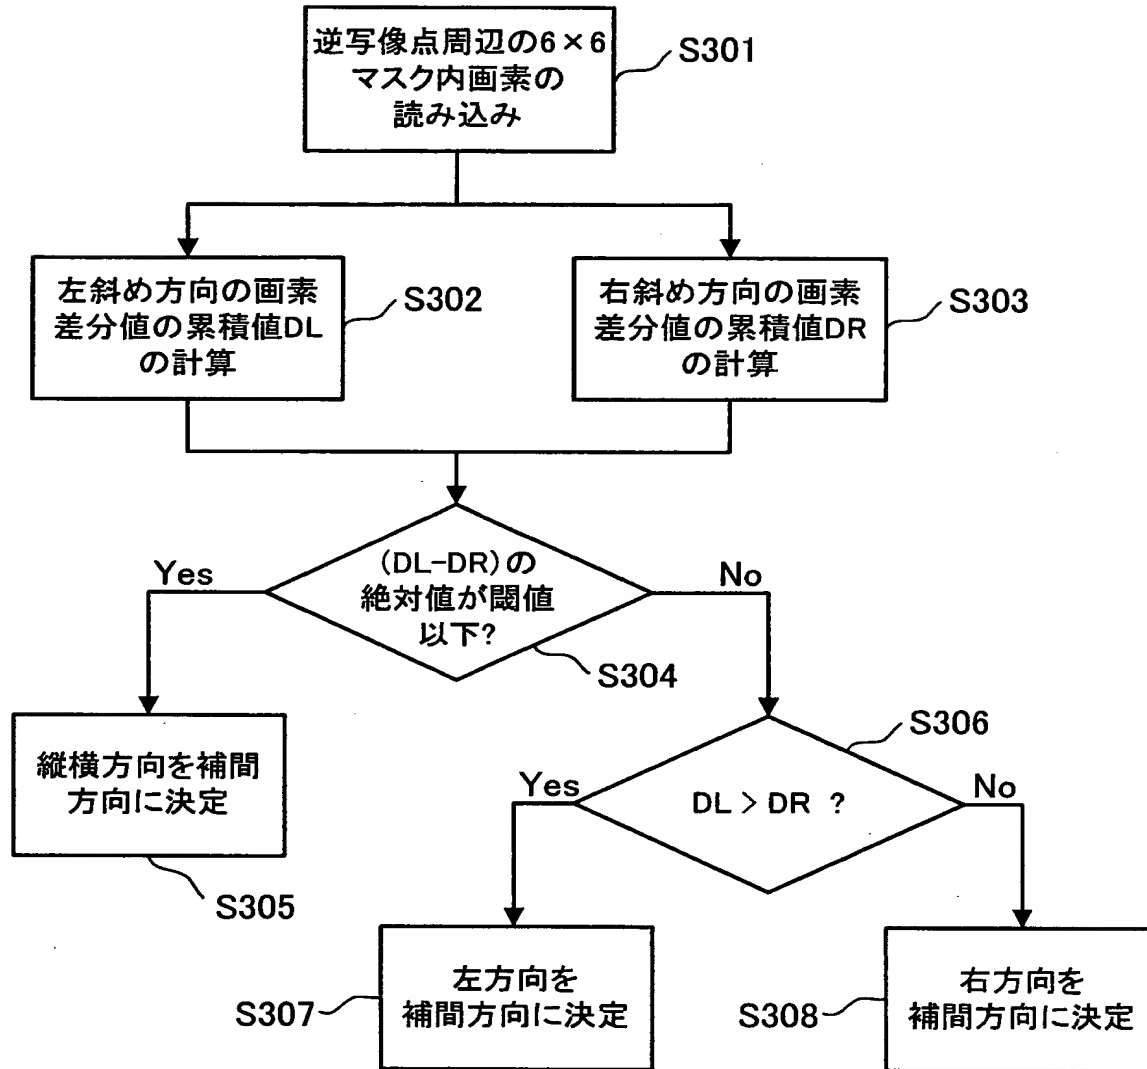 逆写像点周辺の6×6
マスク内画素の
読み込み
S301
左斜め方向の画素
差分値の累積値DL
の計算
S302
右斜め方向の画素
差分値の累積値DR
の計算
S303
(DL-DR)の
絶対値が閾値
以下?
Yes
No
S304
縦横方向を補間
方向に決定
S305
DL > DR ?
S306
Yes
No
左方向を
補間方向に決定
S307
右方向を
補間方向に決定
S308